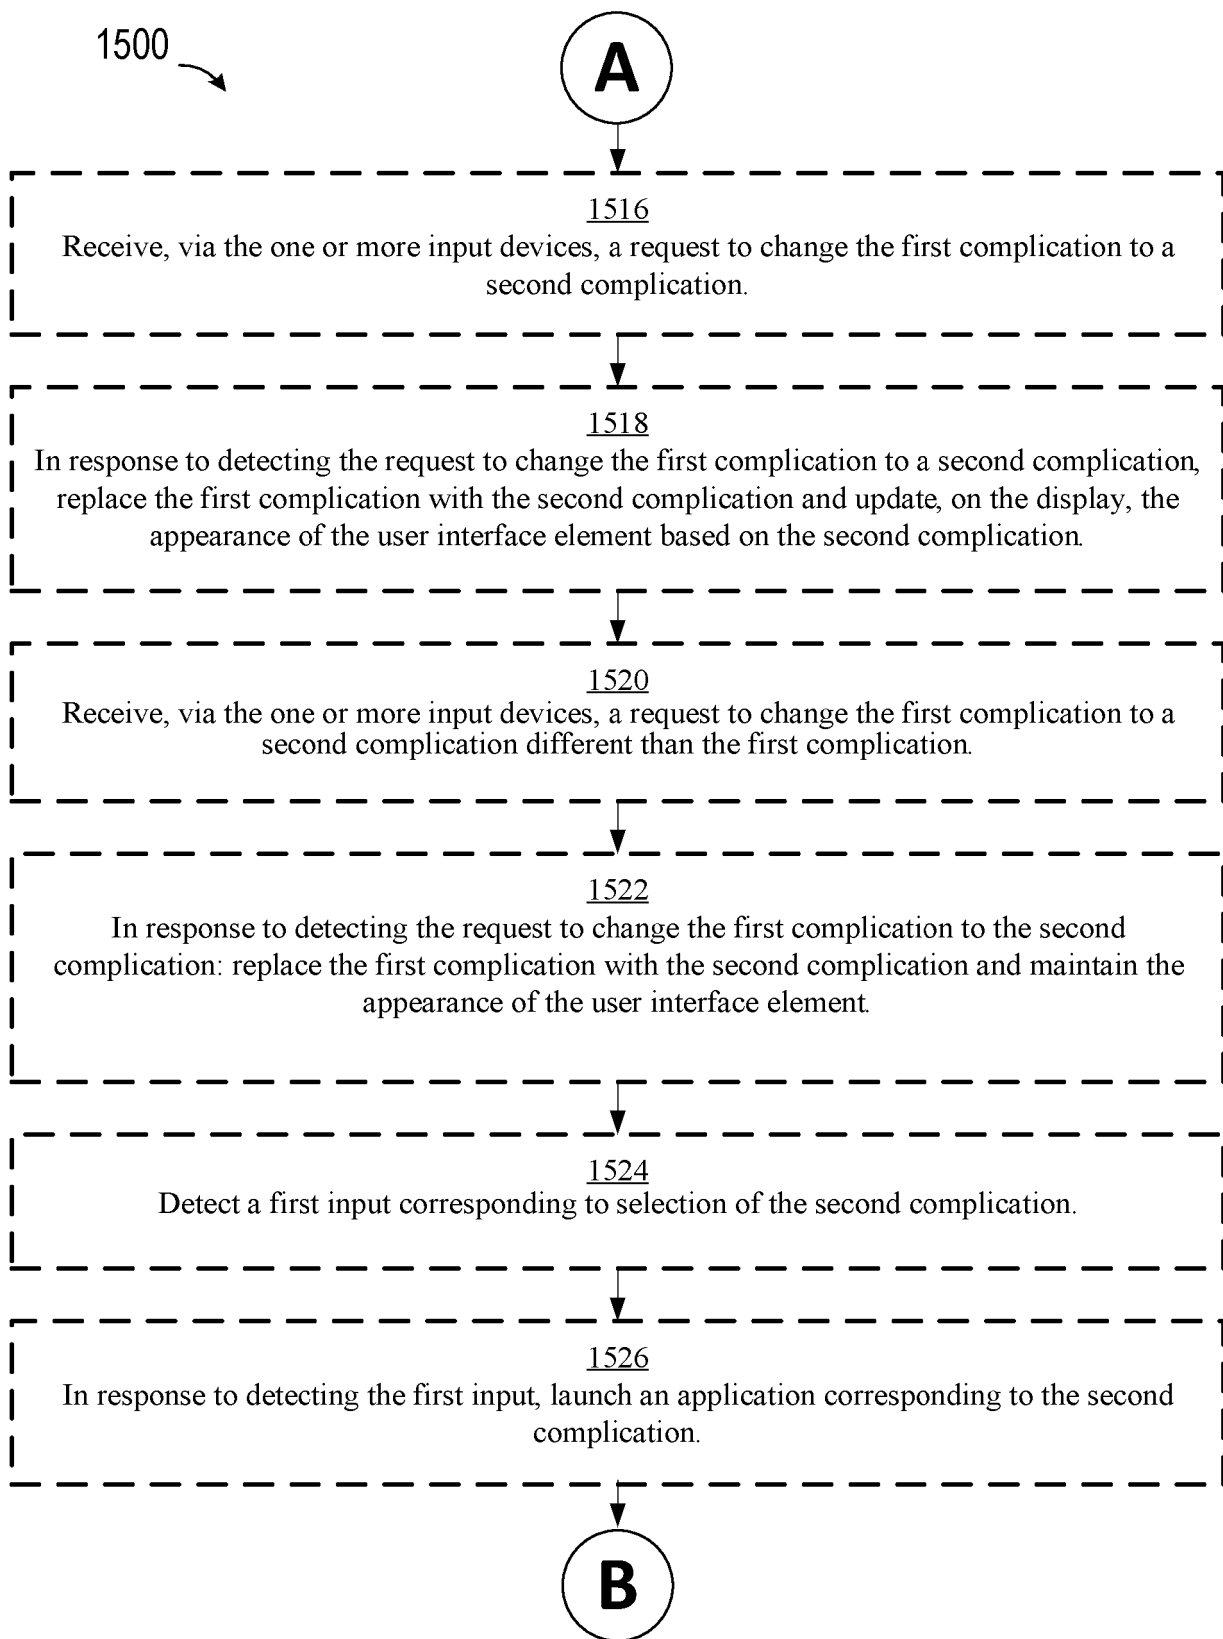 1500
A
1516
Receive, via the one or more input devices, a request to change the first complication to a
second complication.
1518
In response to detecting the request to change the first complication to a second complication,
replace the first complication with the second complication and update, on the display, the
appearance of the user interface element based on the second complication.
1520
Receive, via the one or more input devices, a request to change the first complication to a
second complication different than the first complication.
1522
In response to detecting the request to change the first complication to the second
complication: replace the first complication with the second complication and maintain the
appearance of the user interface element.
1524
Detect a first input corresponding to selection of the second complication.
1526
In response to detecting the first input, launch an application corresponding to the second
complication.
B